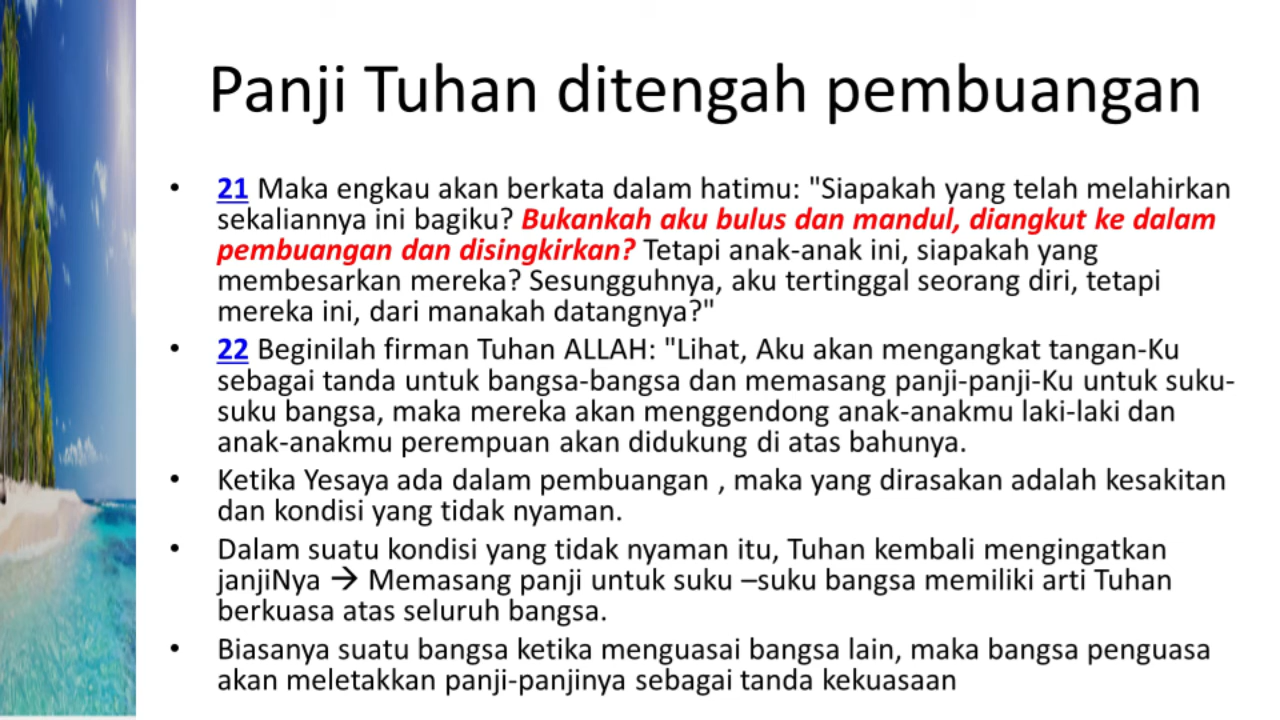 Panji Tuhan ditengah pembuangan
• 21 Maka engkau akan berkata dalam hatimu: "Siapakah yang telah melahirkan
sekaliannya ini bagiku? Bukankah aku bulus dan mandul, diangkut ke dalam
pembuangan dan disingkirkan? Tetapi anak-anak ini, siapakah yang
membesarkan mereka? Sesungguhnya, aku tertinggal seorang diri, tetapi
mereka ini, dari manakah datangnya?"
• 22 Beginilah firman Tuhan ALLAH: "Lihat, Aku akan mengangkat tangan-Ku
sebagai tanda untuk bangsa-bangsa dan memasang panji-panji-Ku untuk suku-
suku bangsa, maka mereka akan menggendong anak-anakmu laki-laki dan
anak-anakmu perempuan akan didukung di atas bahunya.
• Ketika Yesaya ada dalam pembuangan , maka yang dirasakan adalah kesakitan
dan kondisi yang tidak nyaman.
• Dalam suatu kondisi yang tidak nyaman itu, Tuhan kembali mengingatkan
janjiNya → Memasang panji untuk suku –suku bangsa memiliki arti Tuhan
berkuasa atas seluruh bangsa.
• Biasanya suatu bangsa ketika menguasai bangsa lain, maka bangsa penguasa
akan meletakkan panji-panjinya sebagai tanda kekuasaan